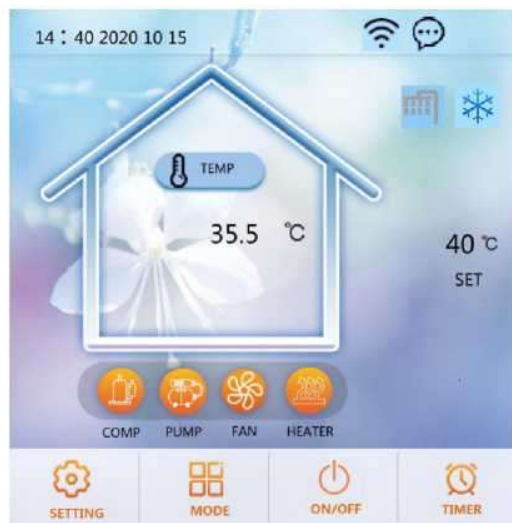 14：40 2020 10 15
TEMP
35.5 ℃
40 ℃
SET
COMP PUMP FAN HEATER
SETTING MODE ON/OFF TIMER